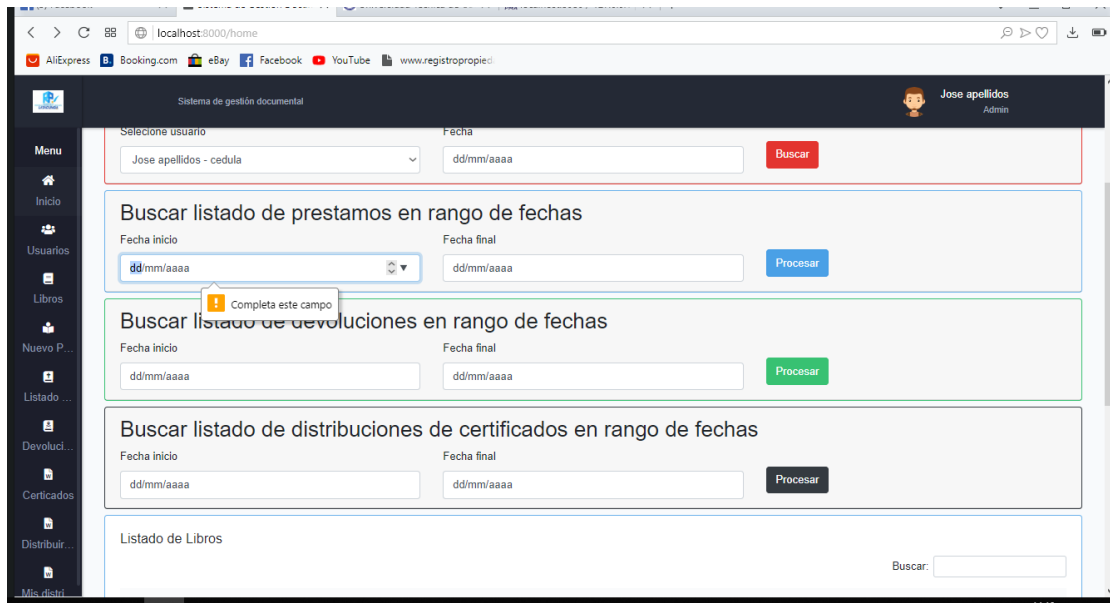 localhost:8000/home
AliExpress B. Booking.com eBay Facebook YouTube www.registropropied
Sistema de gestión documental
Jose apellidos
Admin
Menu
Inicio
Usuarios
Libros
Nuevo P...
Listado ...
Devoluci...
Certicados
Distribuir...
Mis distri...
Selecione usuario Fecha
Jose apellidos - cedula dd/mm/aaaa Buscar
Buscar listado de prestamos en rango de fechas
Fecha inicio Fecha final
dd/mm/aaaa dd/mm/aaaa Procesar
Completa este campo
Buscar listado de devoluciones en rango de fechas
Fecha inicio Fecha final
dd/mm/aaaa dd/mm/aaaa Procesar
Buscar listado de distribuciones de certificados en rango de fechas
Fecha inicio Fecha final
dd/mm/aaaa dd/mm/aaaa Procesar
Listado de Libros
Buscar: